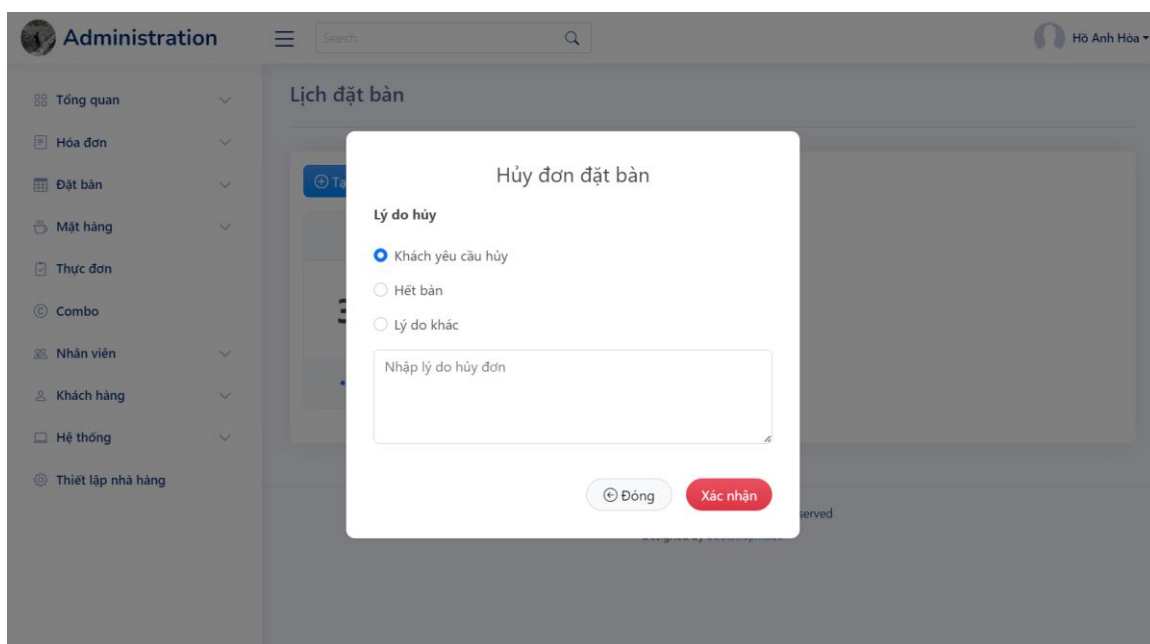 Administration
Search
Hồ Anh Hòa
Tổng quan
Hóa đơn
Đặt bàn
Mặt hàng
Thực đơn
Combo
Nhân viên
Khách hàng
Hệ thống
Thiết lập nhà hàng
Lịch đặt bàn
Hủy đơn đặt bàn
Lý do hủy
Khách yêu cầu hủy
Hết bàn
Lý do khác
Nhập lý do hủy đơn
Đóng
Xác nhận